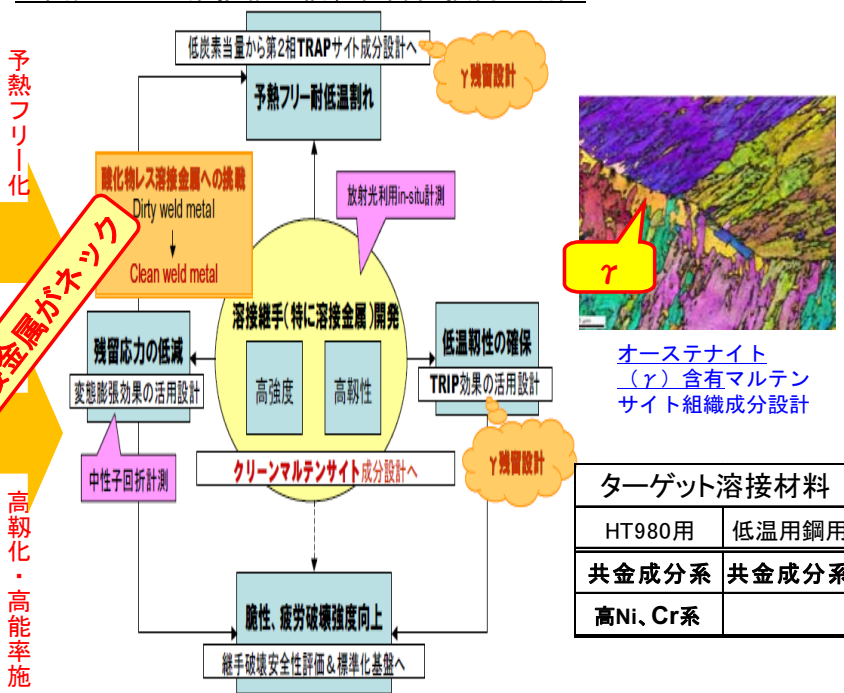 予熱フリー化
低炭素当量から第2相TRAPサイト成分設計へ
γ残留設計
予熱フリー耐低温割れ
酸化物レス溶接金属への挑戦
Dirty weld metal
Clean weld metal
放射光利用in-situ計測
金属がネック
溶接継手(特に溶接金属)開発
高強度
高靭性
クリーンマルテンサイト成分設計へ
残留応力の低減
変態膨張効果の活用設計
中性子回折計測
低温靭性の確保
TRIP効果の活用設計
γ残留設計
高靱化・高能率施
脆性、疲労破壊強度向上
継手破壊安全性評価&標準化基盤へ
γ
オーステナイト
(γ)含有マルテン
サイト組織成分設計
ターゲット溶接材料
HT980用 低温用鋼用
共金成分系 共金成分系
高Ni、Cr系